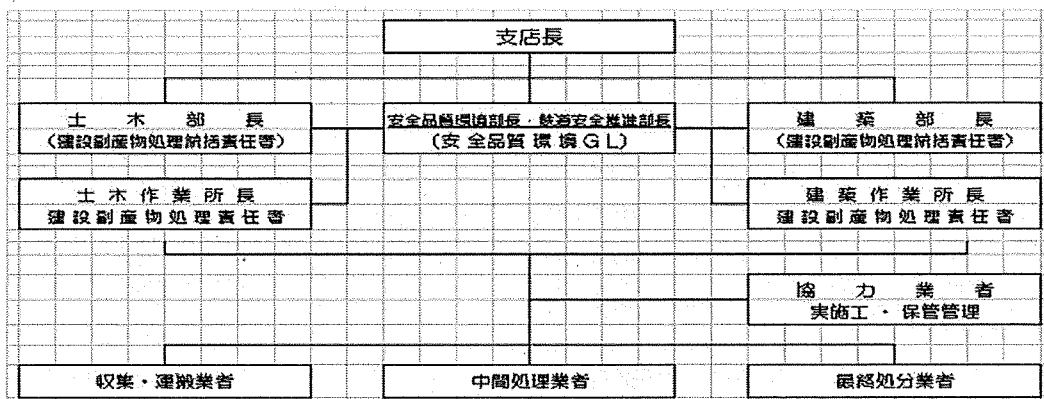 支店長
土木部長
(建設副産物処理統括責任者)
安全品質環境部長・鉄道安全推進部長
(安全品質環境GL)
建築部長
(建設副産物処理統括責任者)
土木作業所長
建設副産物処理責任者
建築作業所長
建設副産物処理責任者
協力業者
実施工・保管管理
収集・運搬業者
中間処理業者
最終処分業者